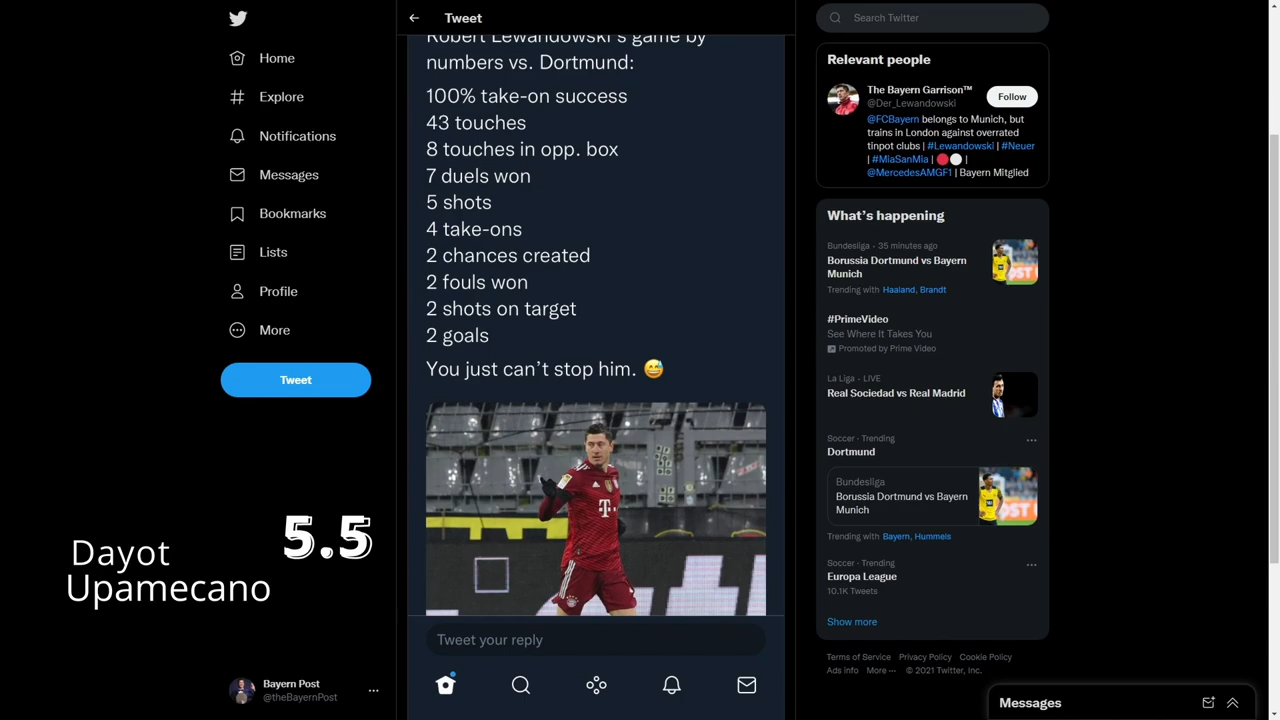 Home
Explore
Notifications
Messages
Bookmarks
Lists
Profile
More
Tweet
Dayot
Upamecano
5.5
Bayern Post
@theBayernPost
Tweet
Robert Lewandowski's game by
numbers vs. Dortmund:
100% take-on success
43 touches
8 touches in opp. box
7 duels won
5 shots
4 take-ons
2 chances created
2 fouls won
2 shots on target
2 goals
You just can't stop him. 😅
T
Tweet your reply
Search Twitter
Relevant people
The Bayern Garrison™
@Der_Lewandowski
Follow
@FCBayern belongs to Munich, but
trains in London against overrated
tinpot clubs | #Lewandowski | #Neuer
| #MiaSanMia | 🔴⚪ |
@MercedesAMGF1 | Bayern Mitglied
What's happening
Bundesliga · 35 minutes ago
Borussia Dortmund vs Bayern
Munich
Trending with Haaland, Brandt
#PrimeVideo
See Where It Takes You
Promoted by Prime Video
La Liga · LIVE
Real Sociedad vs Real Madrid
Soccer · Trending
Dortmund
Bundesliga
Borussia Dortmund vs Bayern
Munich
Trending with Bayern, Hummels
Soccer · Trending
Europa League
10.1K Tweets
Show more
Terms of Service Privacy Policy Cookie Policy
Ads info More ··· © 2021 Twitter, Inc.
Messages